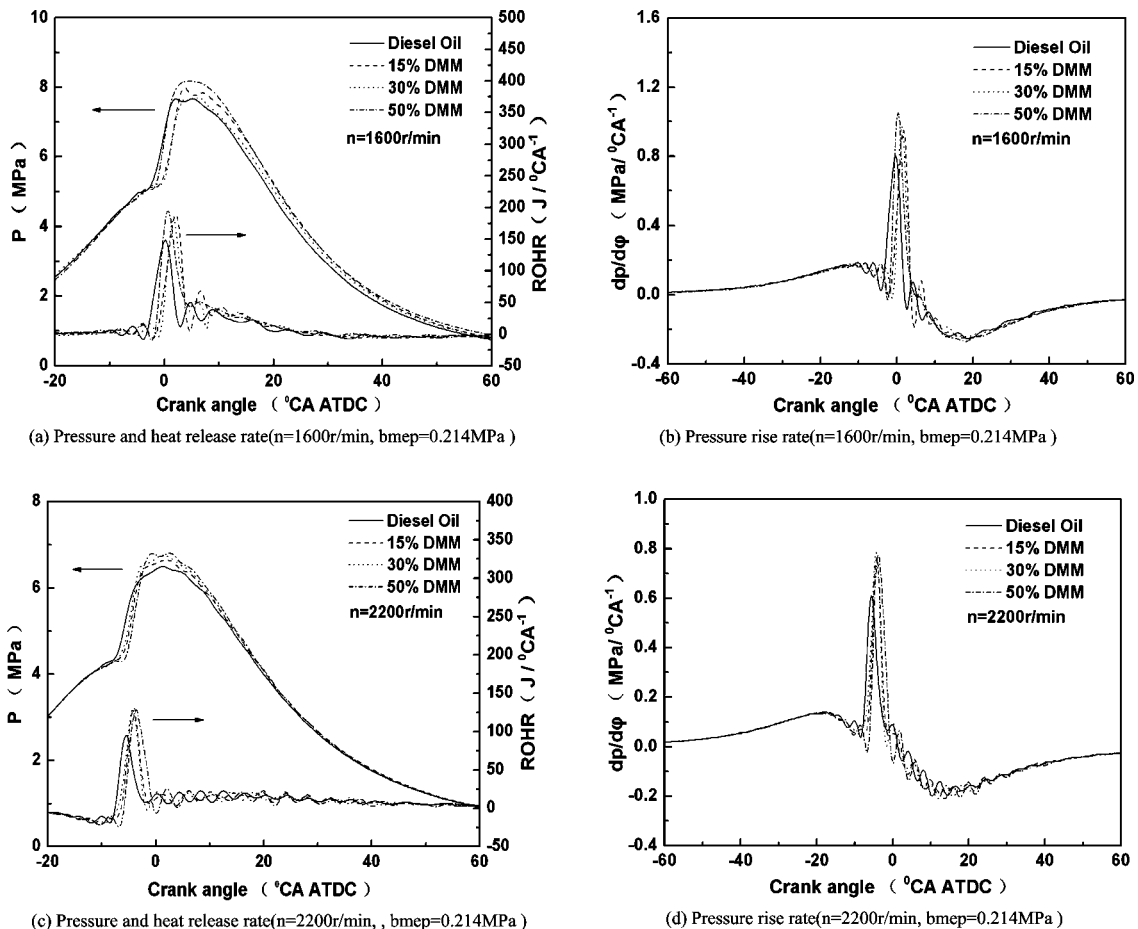 10
8
6
4
2
0
P ( MPa)
500
450
400
350
300
250
200
150
100
50
0
-50
ROHR ( J / ⁰CA⁻¹)
Diesel Oil
15% DMM
30% DMM
50% DMM
n=1600r/min
-20 0 20 40 60
Crank angle ( ⁰CA ATDC)
(a) Pressure and heat release rate(n=1600r/min, bmep=0.214MPa )
1.6
1.2
0.8
0.4
0.0
-0.4
dp/dφ ( MPa/ ⁰CA⁻¹)
Diesel Oil
15% DMM
30% DMM
50% DMM
n=1600r/min
-60 -40 -20 0 20 40 60
Crank angle ( ⁰CA ATDC)
(b) Pressure rise rate(n=1600r/min, bmep=0.214MPa )
8
6
4
2
0
P ( MPa)
400
350
300
250
200
150
100
50
0
-50
ROHR ( J / ⁰CA⁻¹)
Diesel Oil
15% DMM
30% DMM
50% DMM
n=2200r/min
-20 0 20 40 60
Crank angle ( ⁰CA ATDC)
(c) Pressure and heat release rate(n=2200r/min, , bmep=0.214MPa )
1.0
0.8
0.6
0.4
0.2
0.0
-0.2
-0.4
dp/dφ ( MPa/ ⁰CA⁻¹)
Diesel Oil
15% DMM
30% DMM
50% DMM
n=2200r/min
-60 -40 -20 0 20 40 60
Crank angle ( ⁰CA ATDC)
(d) Pressure rise rate(n=2200r/min, bmep=0.214MPa )